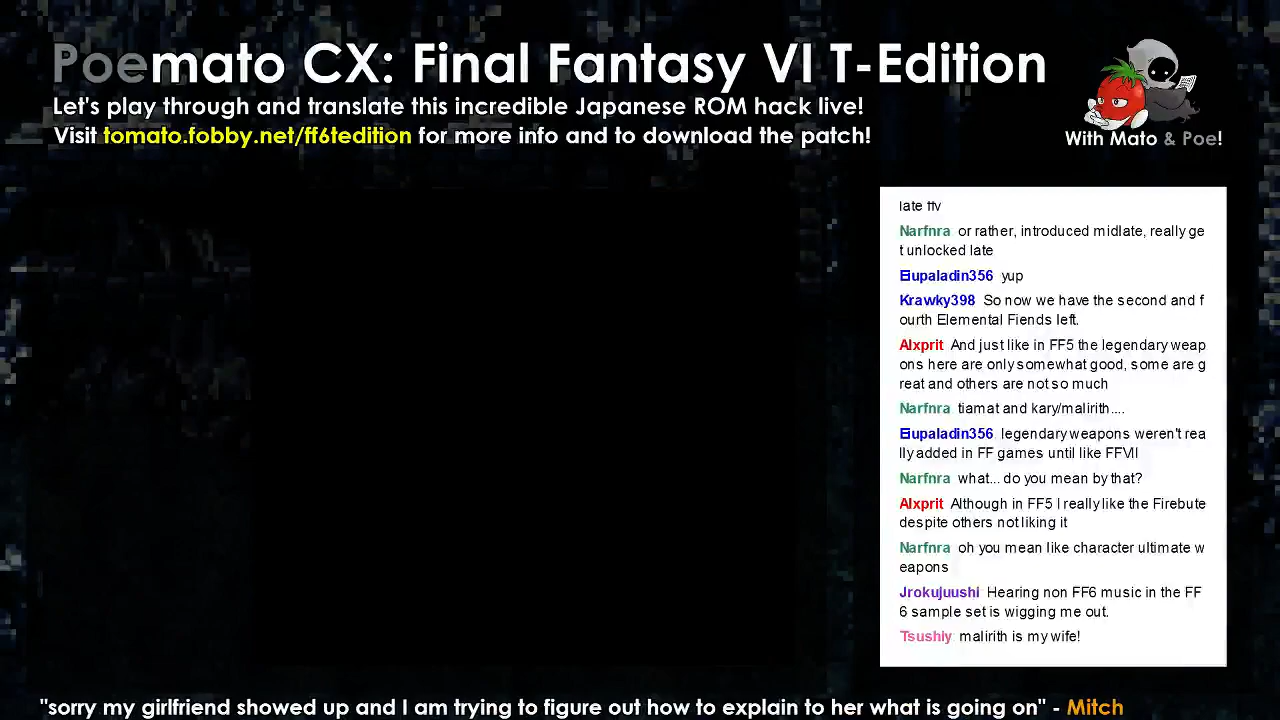 Poemato CX: Final Fantasy VI T-Edition
Let's play through and translate this incredible Japanese ROM hack live!
Visit tomato.fobby.net/ff6tedition for more info and to download the patch!
With Mato & Poe!
late ffv
Narfnra or rather, introduced midlate, really ge
t unlocked late
Elupaladin356 yup
Krawky398 So now we have the second and f
ourth Elemental Fiends left.
Alxprit And just like in FF5 the legendary weap
ons here are only somewhat good, some are g
reat and others are not so much
Narfnra tiamat and kary/malirith....
Elupaladin356 legendary weapons weren't rea
lly added in FF games until like FFVII
Narfnra what... do you mean by that?
Alxprit Although in FF5 I really like the Firebute
despite others not liking it
Narfnra oh you mean like character ultimate w
eapons
Jrokujuushi Hearing non FF6 music in the FF
6 sample set is wigging me out.
Tsushiy malirith is my wife!
"sorry my girlfriend showed up and I am trying to figure out how to explain to her what is going on" - Mitch